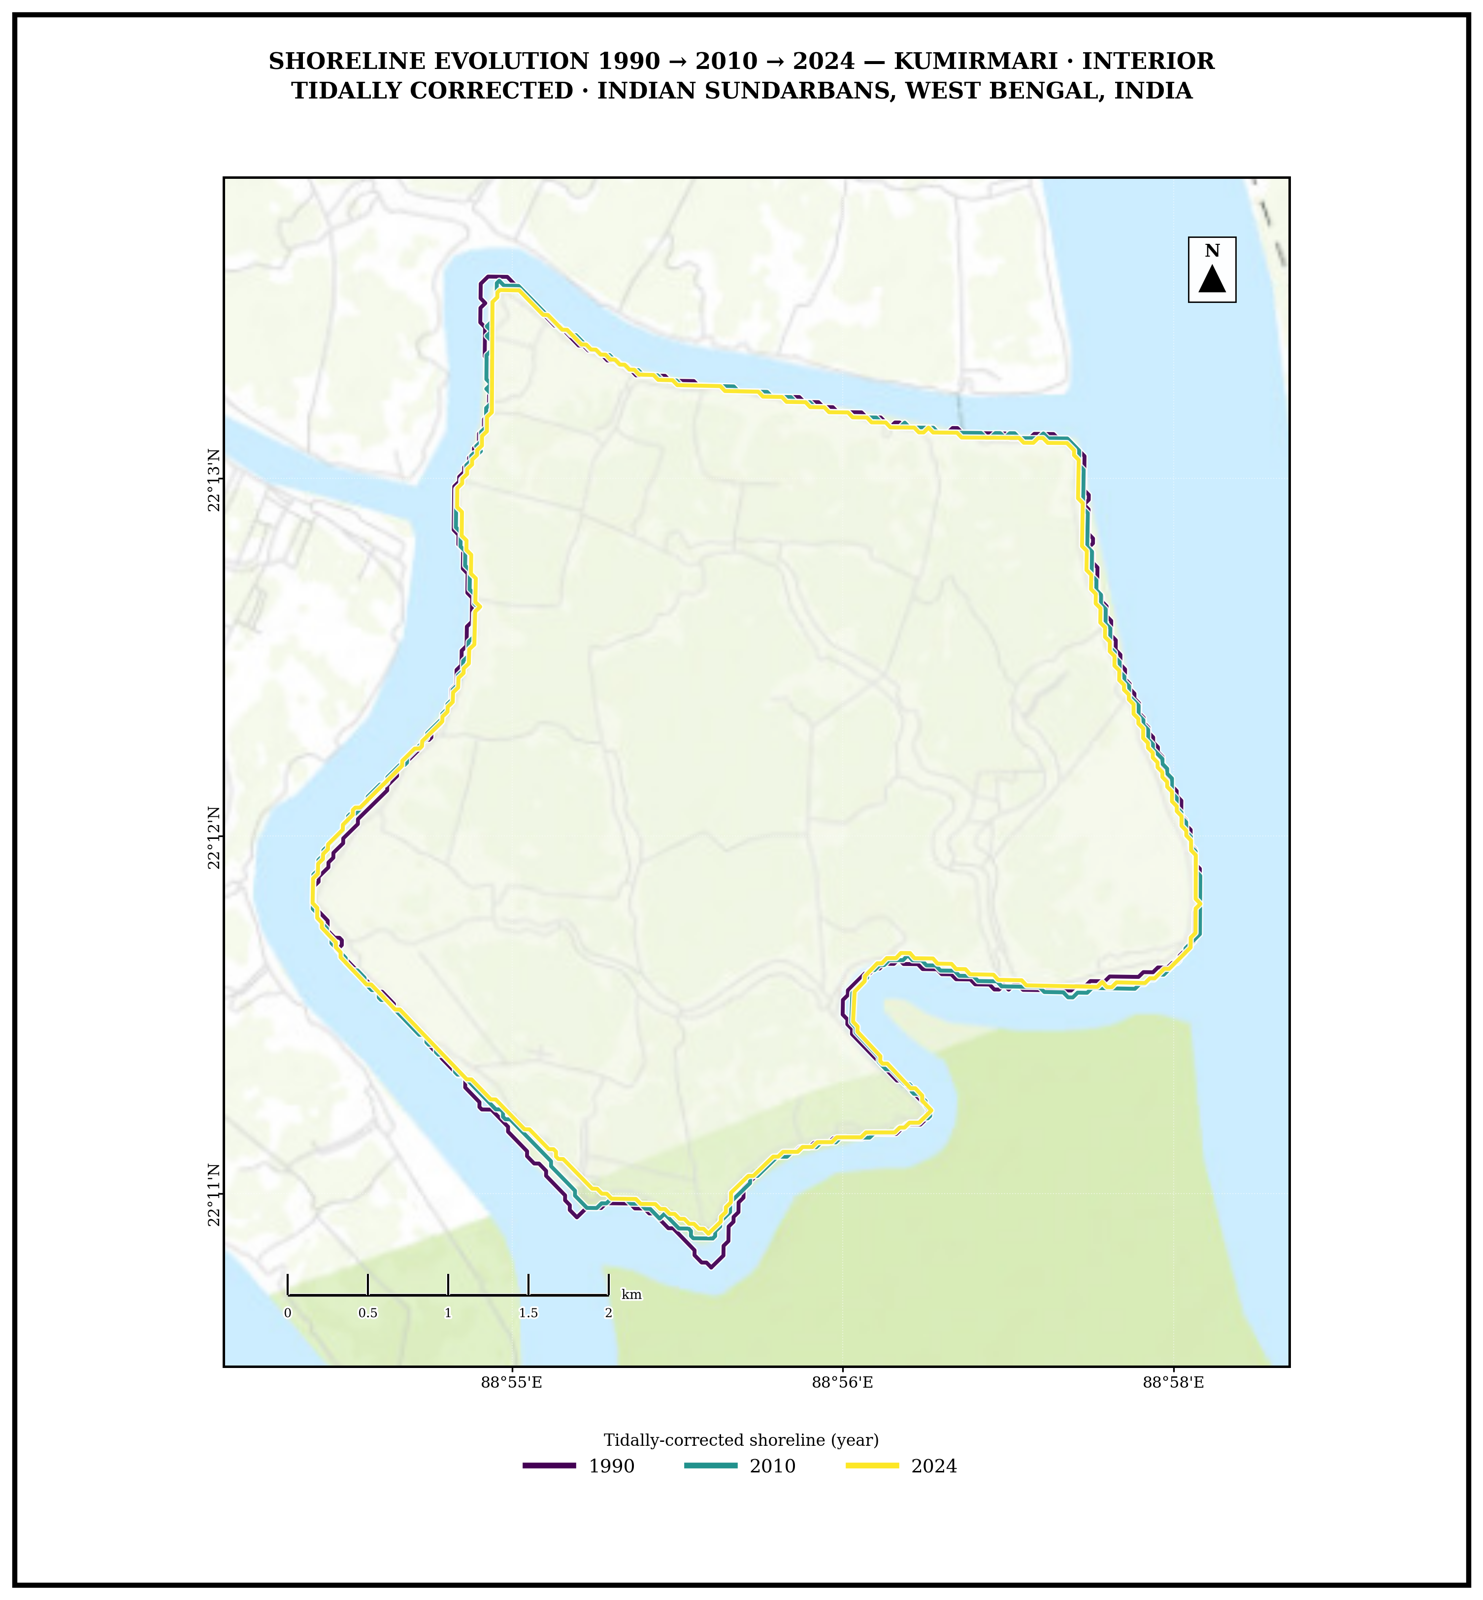 SHORELINE EVOLUTION 1990 → 2010 → 2024 — KUMIRMARI · INTERIOR
TIDALLY CORRECTED · INDIAN SUNDARBANS, WEST BENGAL, INDIA
N
22°13'N
22°12'N
22°11'N
0 0.5 1 1.5 2 km
88°55'E 88°56'E 88°58'E
Tidally-corrected shoreline (year)
1990 2010 2024